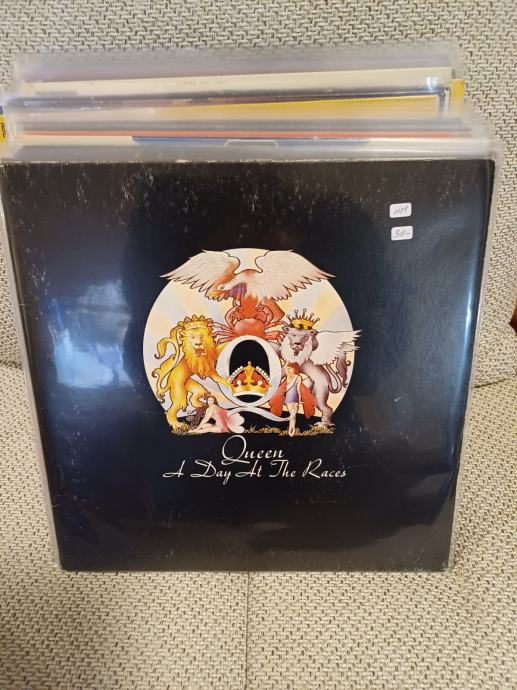 NM
30-
Queen
A Day At The Races